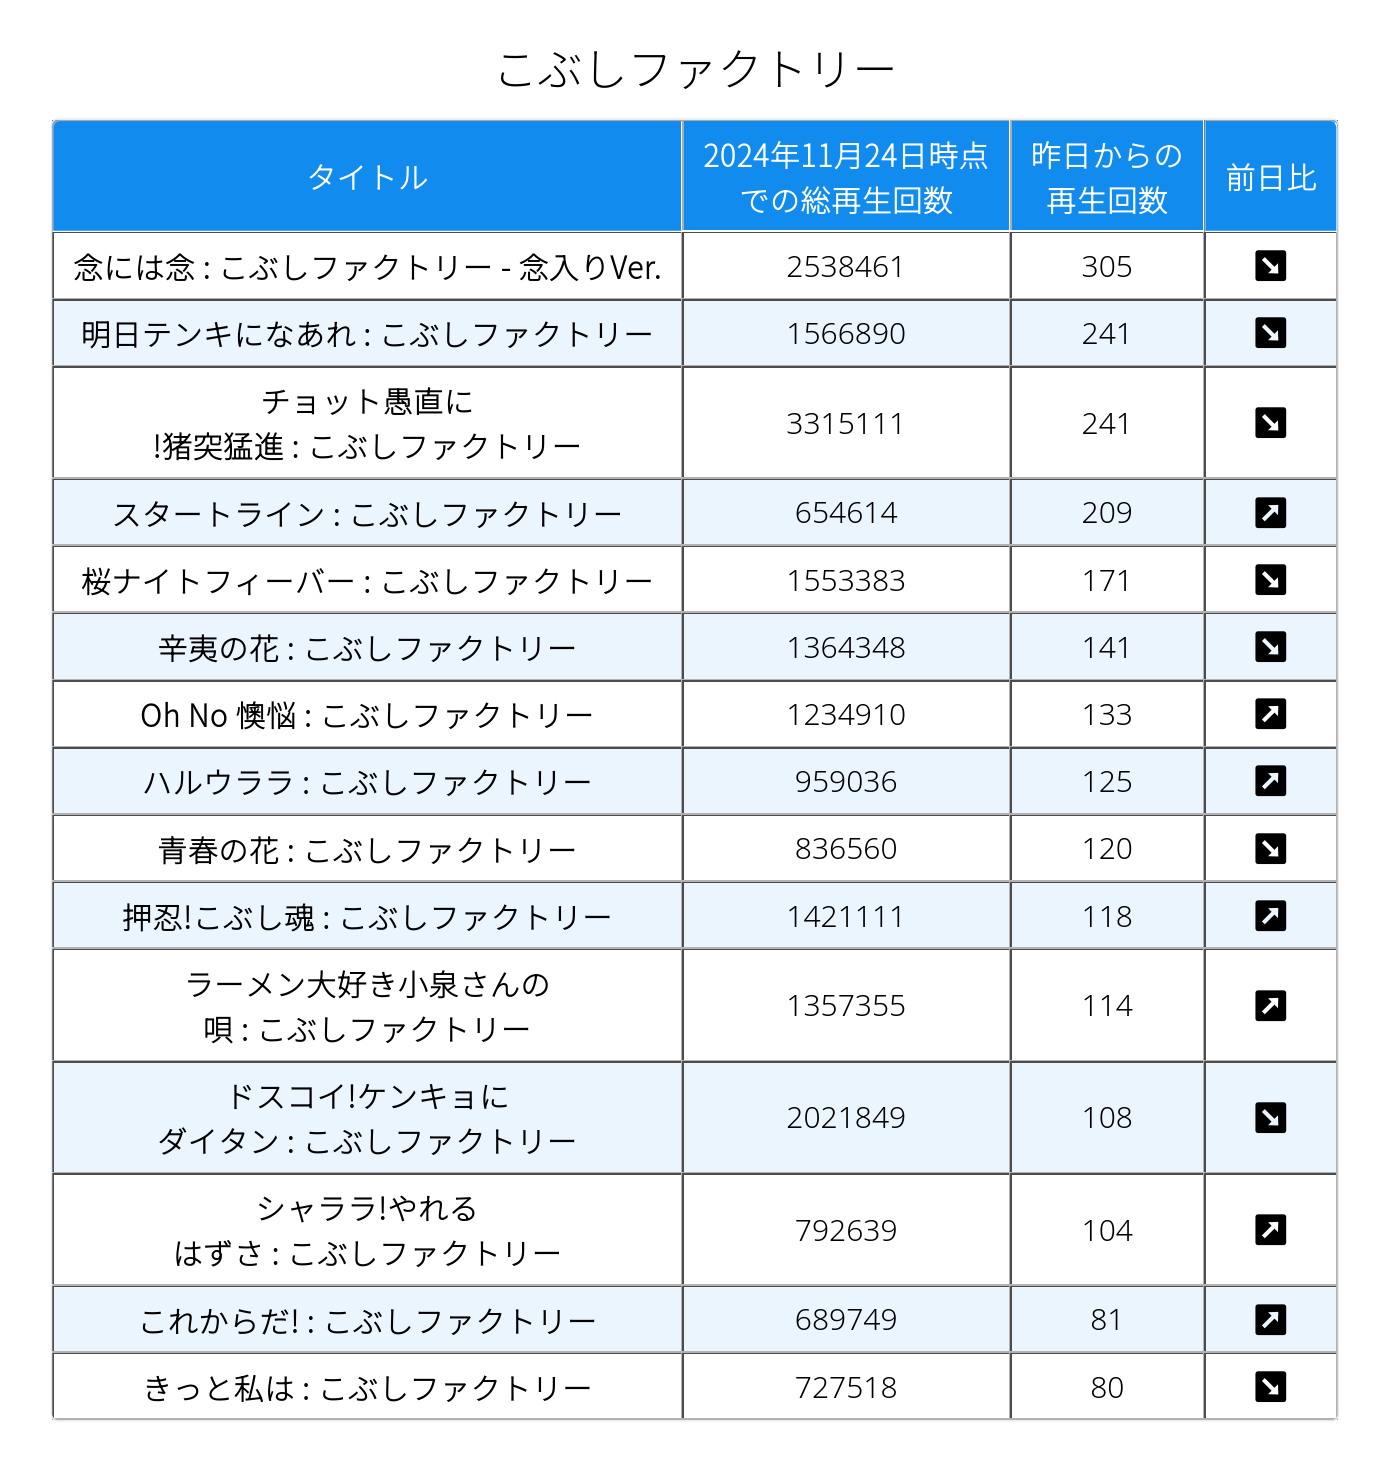 こぶしファクトリー
タイトル
2024年11月24日時点
での総再生回数
昨日からの
再生回数
前日比
念には念 : こぶしファクトリー - 念入りVer.
2538461
305
↘
明日テンキになあれ : こぶしファクトリー
1566890
241
↘
チョット愚直に
!猪突猛進 : こぶしファクトリー
3315111
241
↘
スタートライン : こぶしファクトリー
654614
209
↗
桜ナイトフィーバー : こぶしファクトリー
1553383
171
↘
辛夷の花 : こぶしファクトリー
1364348
141
↘
Oh No 懊悩 : こぶしファクトリー
1234910
133
↗
ハルウララ : こぶしファクトリー
959036
125
↗
青春の花 : こぶしファクトリー
836560
120
↘
押忍!こぶし魂 : こぶしファクトリー
1421111
118
↗
ラーメン大好き小泉さんの
唄 : こぶしファクトリー
1357355
114
↗
ドスコイ!ケンキョに
ダイタン : こぶしファクトリー
2021849
108
↘
シャララ!やれる
はずさ : こぶしファクトリー
792639
104
↗
これからだ! : こぶしファクトリー
689749
81
↗
きっと私は : こぶしファクトリー
727518
80
↘